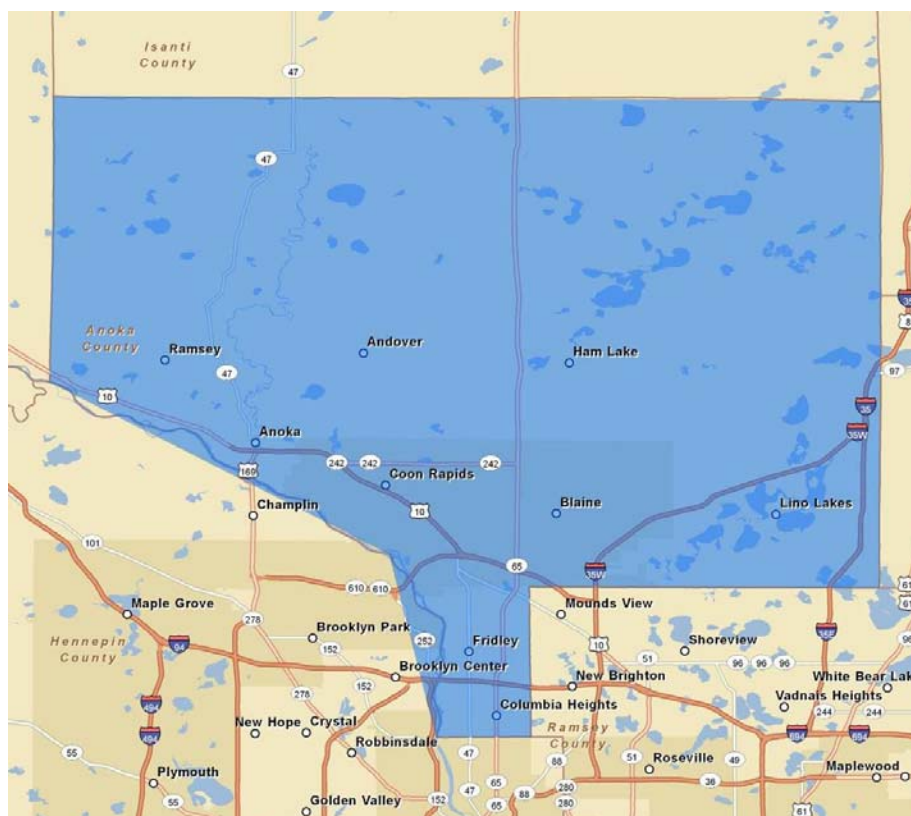 Isanti
County
47
47
35
8
Anoka
County
Ramsey
Andover
Ham Lake
47
97
10
35
35W
Anoka
242
242
242
169
Coon Rapids
10
Champlin
Blaine
Lino Lakes
101
65
35W
610
610
61
61
Maple Grove
278
Mounds View
Hennepin
County
Brooklyn Park
252
Fridley
10
35E
96
94
152
51
Shoreview
96
96
96
Brooklyn Center
New Brighton
White Bear Lak
494
278
152
Vadnais Heights
Columbia Heights
244
244
494
New Hope
Crystal
Ramsey
County
694
694
55
Robbinsdale
47
88
51
49
Roseville
Plymouth
65
36
Maplewood
55
152
47
65
88
280
280
61
Golden Valley